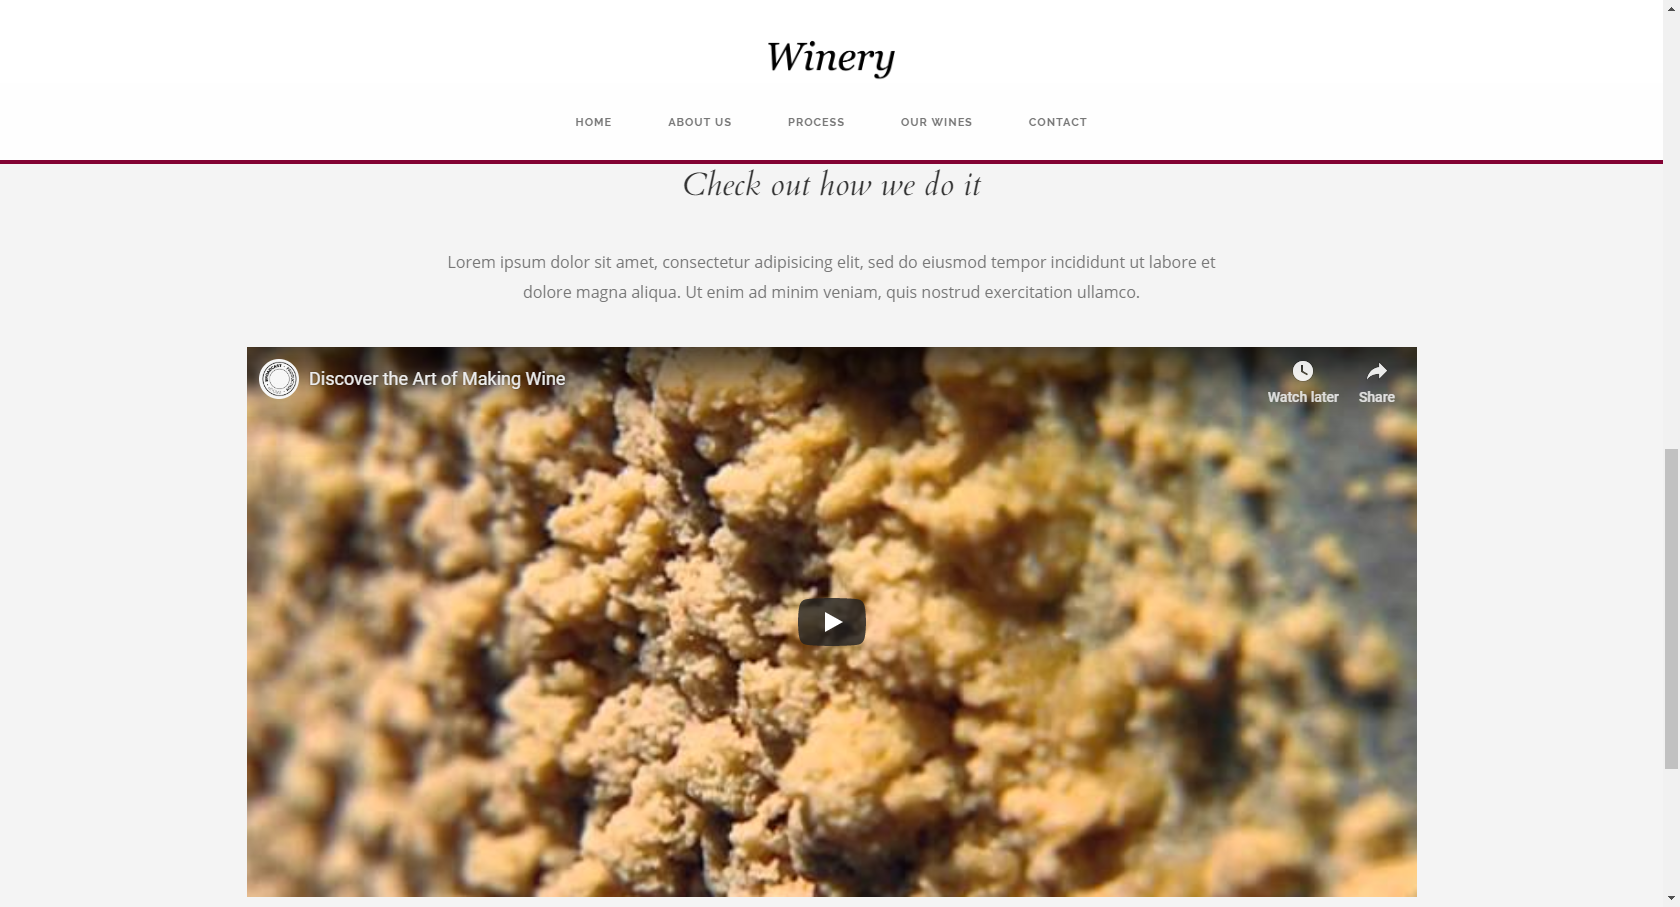 Winery
HOME ABOUT US PROCESS OUR WINES CONTACT
Check out how we do it
Lorem ipsum dolor sit amet, consectetur adipisicing elit, sed do eiusmod tempor incididunt ut labore et
dolore magna aliqua. Ut enim ad minim veniam, quis nostrud exercitation ullamco.
Discover the Art of Making Wine
Watch later Share